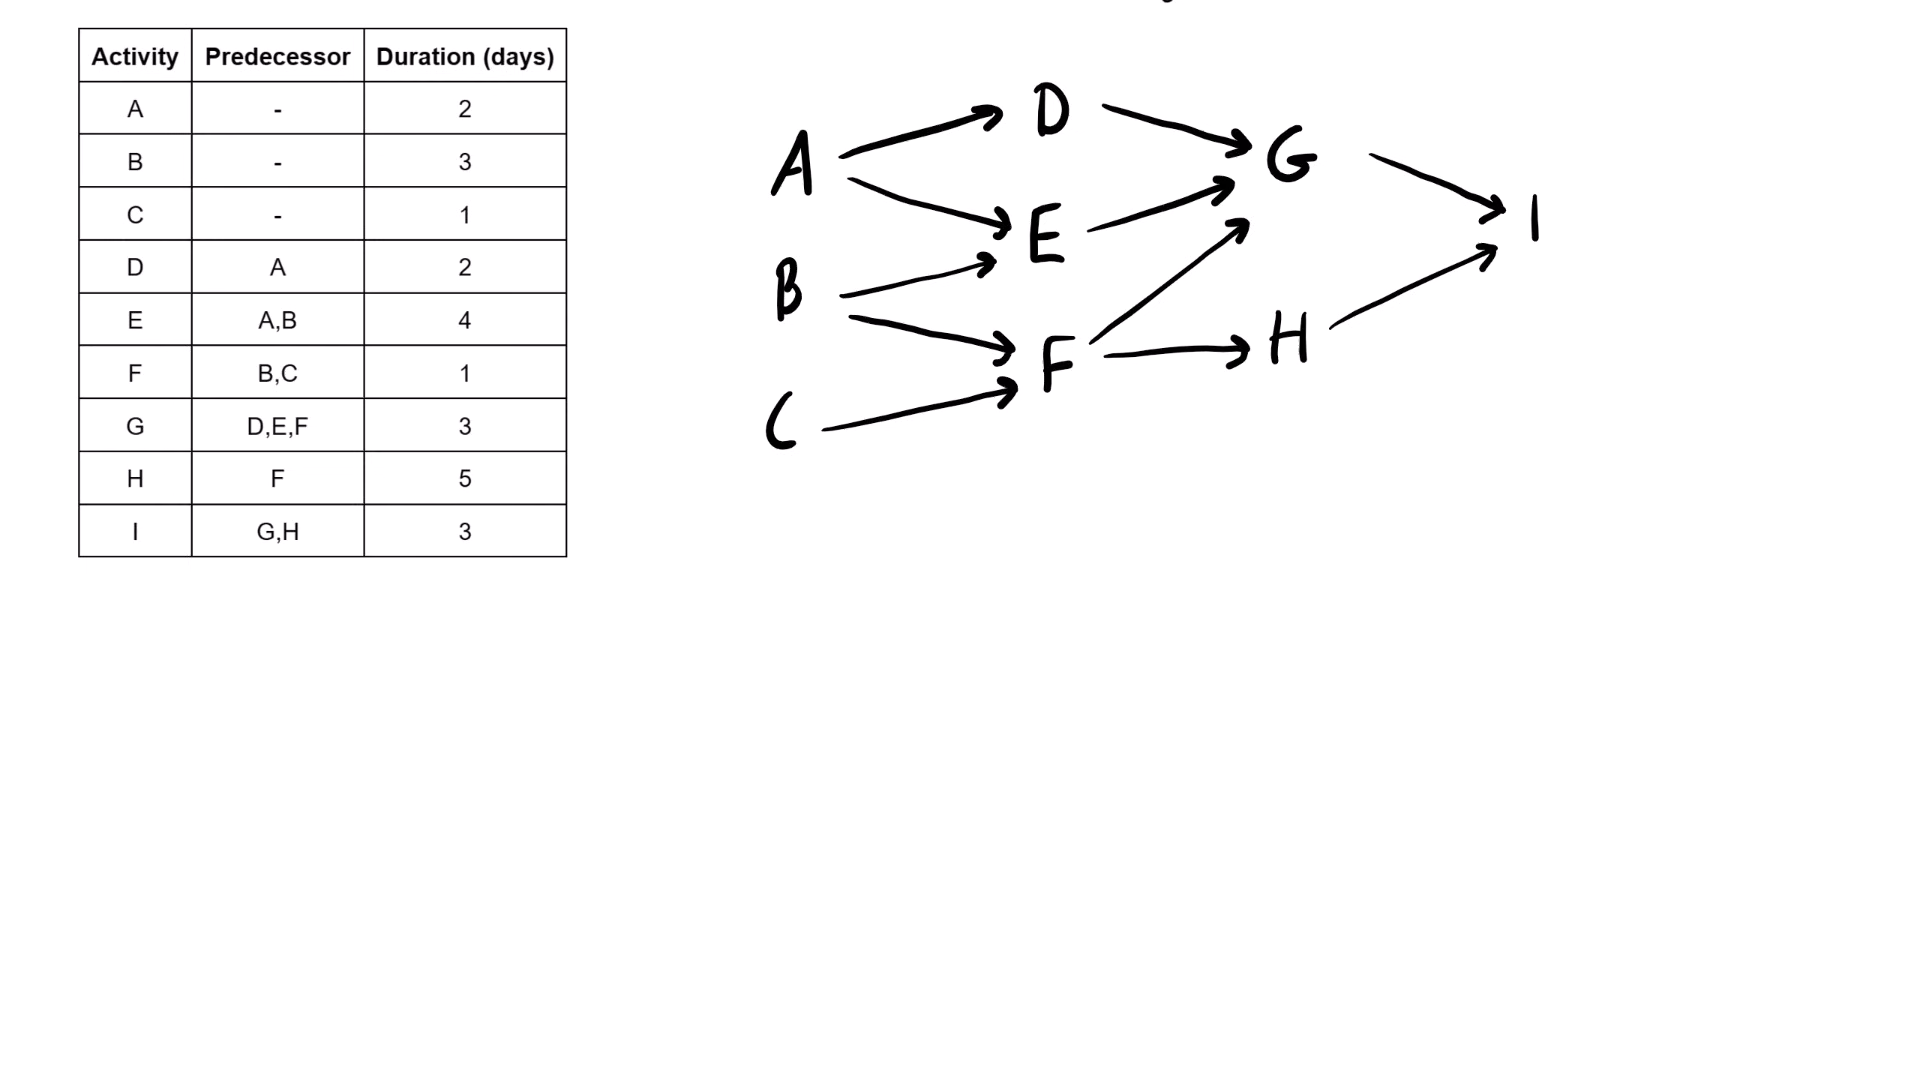 Activity Predecessor Duration (days)
A - 2
B - 3
C - 1
D A 2
E A,B 4
F B,C 1
G D,E,F 3
H F 5
I G,H 3
D
A G
I
E
B
H
F
C